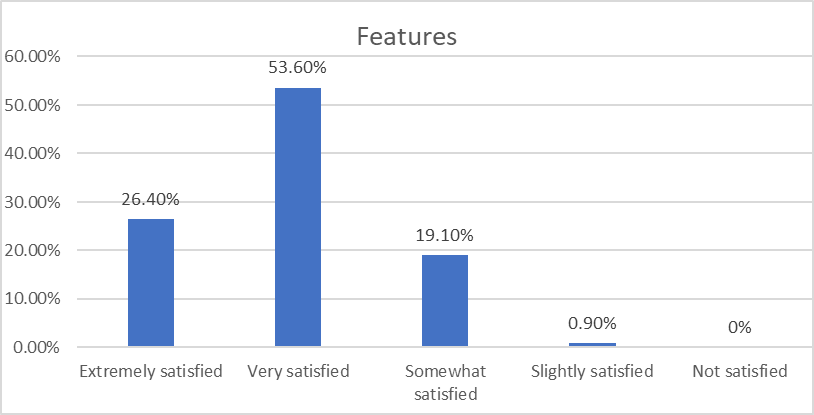 Features
60.00%
50.00%
40.00%
30.00%
20.00%
10.00%
0.00%
26.40%
53.60%
19.10%
0.90%
0%
Extremely satisfied
Very satisfied
Somewhat
satisfied
Slightly satisfied
Not satisfied